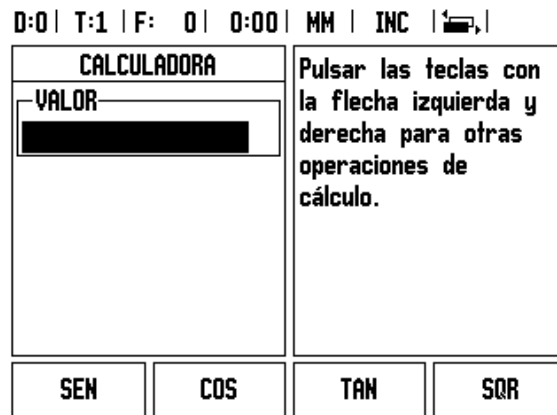 D:0| T:1 |F: 0| 0:00| MM | INC | |
CALCULADORA
VALOR
Pulsar las teclas con
la flecha izquierda y
derecha para otras
operaciones de
cálculo.
SEN COS TAN SQR